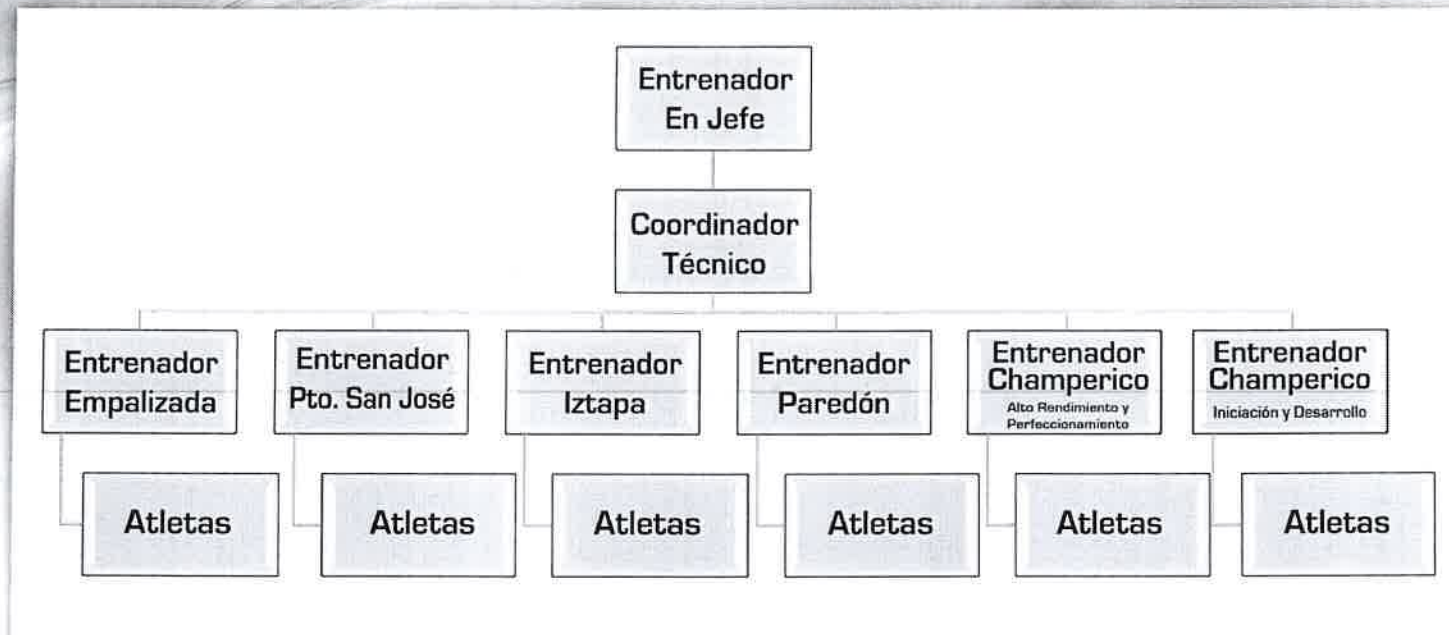 Entrenador
En Jefe
Coordinador
Técnico
Entrenador
Empalizada
Entrenador
Pto. San José
Entrenador
Iztapa
Entrenador
Paredón
Entrenador
Champerico
Alto Rendimiento y
Perfeccionamiento
Entrenador
Champerico
Iniciación y Desarrollo
Atletas
Atletas
Atletas
Atletas
Atletas
Atletas